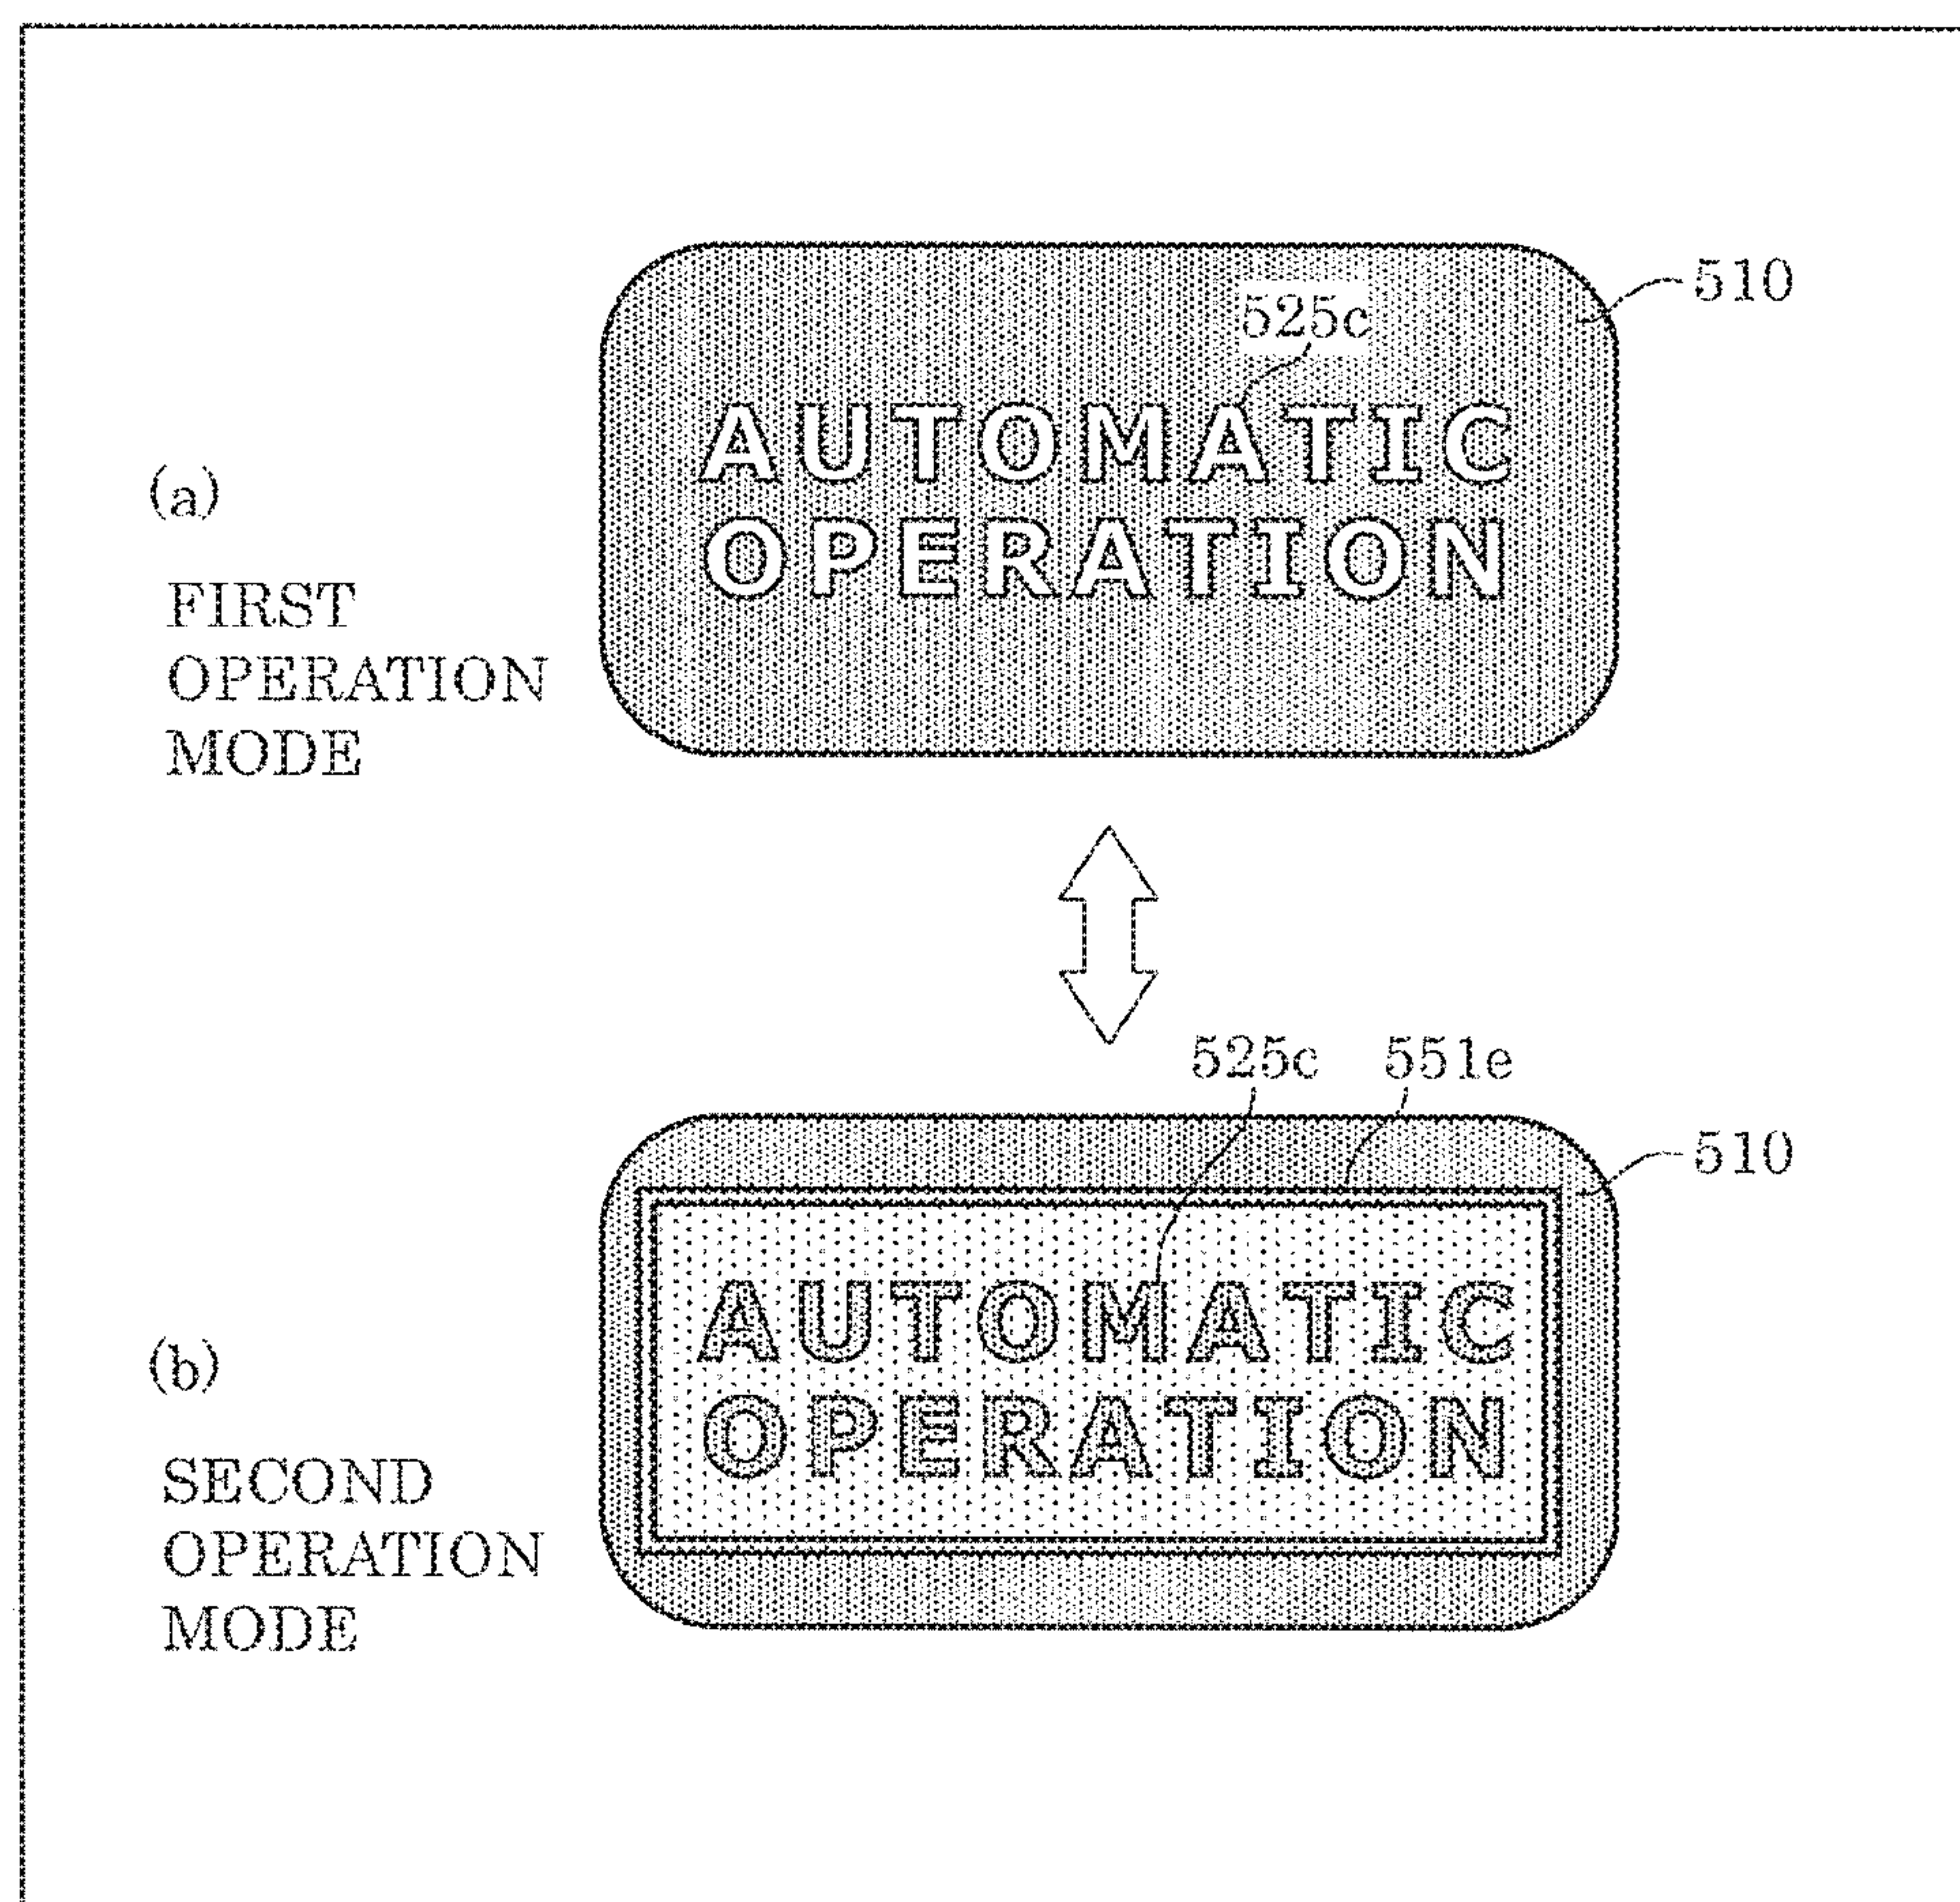 510
525c
AUTOMATIC
OPERATION
(a)
FIRST
OPERATION
MODE
525c 551e
510
AUTOMATIC
OPERATION
(b)
SECOND
OPERATION
MODE